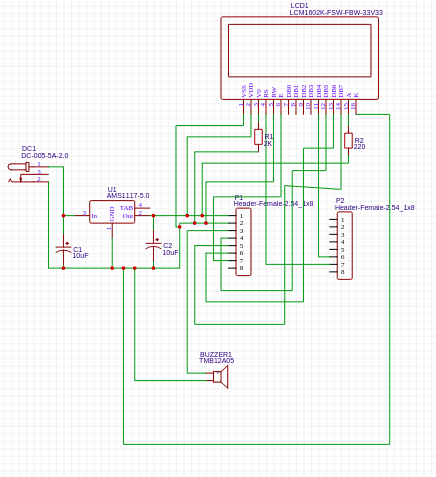 LCD1
LCM1602K-FSW-FBW-33V33
VSS
VDD
V0
RS
RW
E
DB0
DB1
DB2
DB3
DB4
DB5
DB6
DB7
A
K
1
2
3
4
5
6
7
8
9
10
11
12
13
14
15
16
R1
2K
R2
220
DC1
DC-005-5A-2.0
1
3
2
U1
AMS1117-5.0
TAB
4
3
In
Out
2
GND
1
C1
10uF
C2
10uF
P1
Header-Female-2.54_1x8
1
2
3
4
5
6
7
8
P2
Header-Female-2.54_1x8
1
2
3
4
5
6
7
8
BUZZER1
TMB12A05